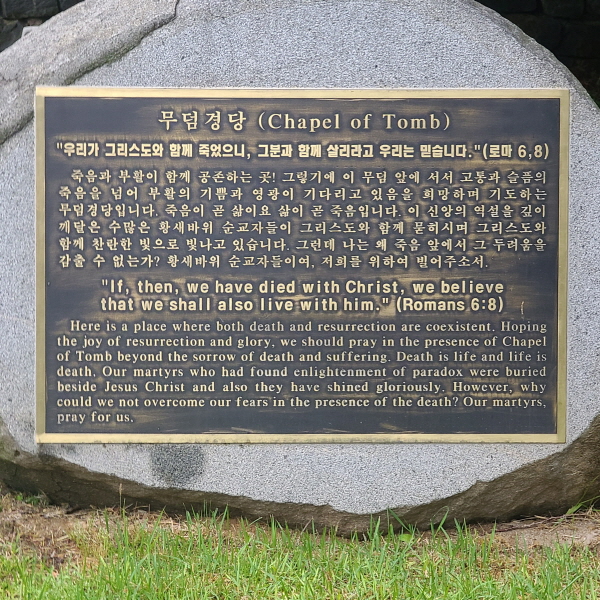 무덤경당 (Chapel of Tomb)
"우리가 그리스도와 함께 죽었으니, 그분과 함께 살리라고 우리는 믿습니다."(로마 6,8)
죽음과 부활이 함께 공존하는 곳! 그렇기에 이 무덤 앞에 서서 고통과 슬픔의
죽음을 넘어 부활의 기쁨과 영광이 기다리고 있음을 희망하며 기도하는
무덤경당입니다. 죽음이 곧 삶이요 삶이 곧 죽음입니다. 이 신앙의 역설을 깊이
깨달은 수많은 황새바위 순교자들이 그리스도와 함께 묻히시며 그리스도와
함께 찬란한 빛으로 빛나고 있습니다. 그런데 나는 왜 죽음 앞에서 그 두려움을
감출 수 없는가? 황새바위 순교자들이여, 저희를 위하여 빌어주소서.
"If, then, we have died with Christ, we believe
that we shall also live with him." (Romans 6:8)
Here is a place where both death and resurrection are coexistent. Hoping
the joy of resurrection and glory, we should pray in the presence of Chapel
of Tomb beyond the sorrow of death and suffering. Death is life and life is
death. Our martyrs who had found enlightenment of paradox were buried
beside Jesus Christ and also they have shined gloriously. However, why
could we not overcome our fears in the presence of the death? Our martyrs,
pray for us.